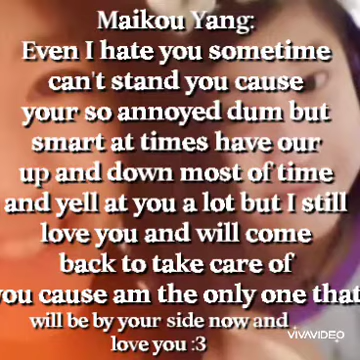 Maikou Yang:
Even I hate you sometime
can't stand you cause
your so annoyed dum but
smart at times have our
up and down most of time
and yell at you a lot but I still
love you and will come
back to take care of
you cause am the only one that
will be by your side now and
love you :3
VIVAVIDEO